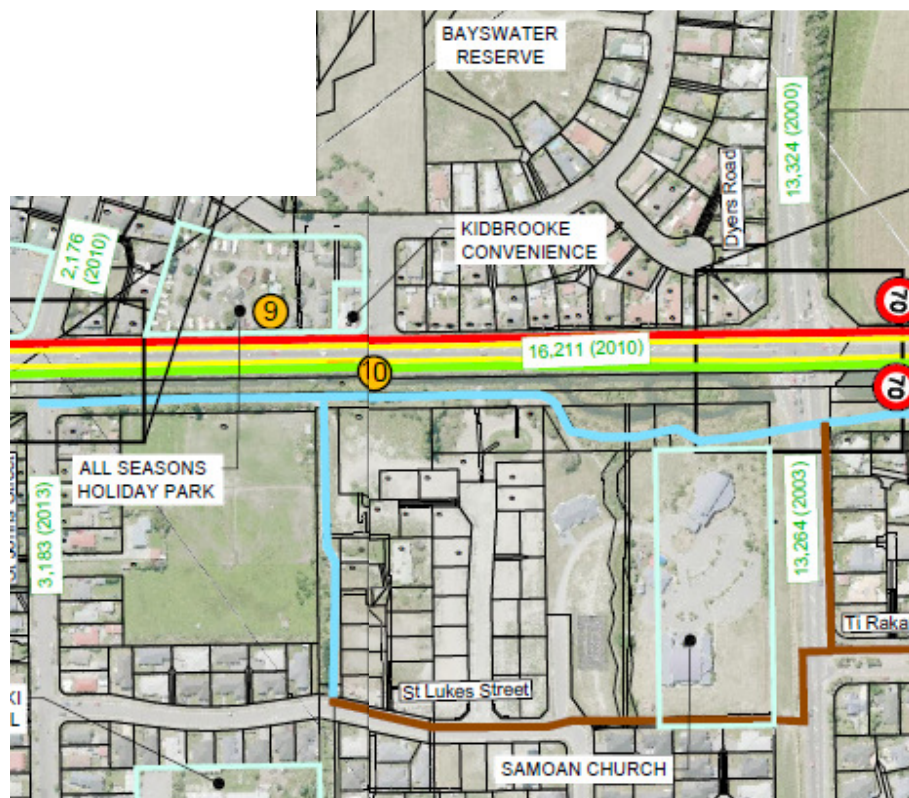 BAYSWATER
RESERVE
13,324 (2000)
Dyers Road
2,176
(2010)
KIDBROOKE
CONVENIENCE
9
70
16,211 (2010)
10
70
ALL SEASONS
HOLIDAY PARK
3,183 (2013)
13,264 (2003)
Ti Raka
St Lukes Street
KI
L
SAMOAN CHURCH